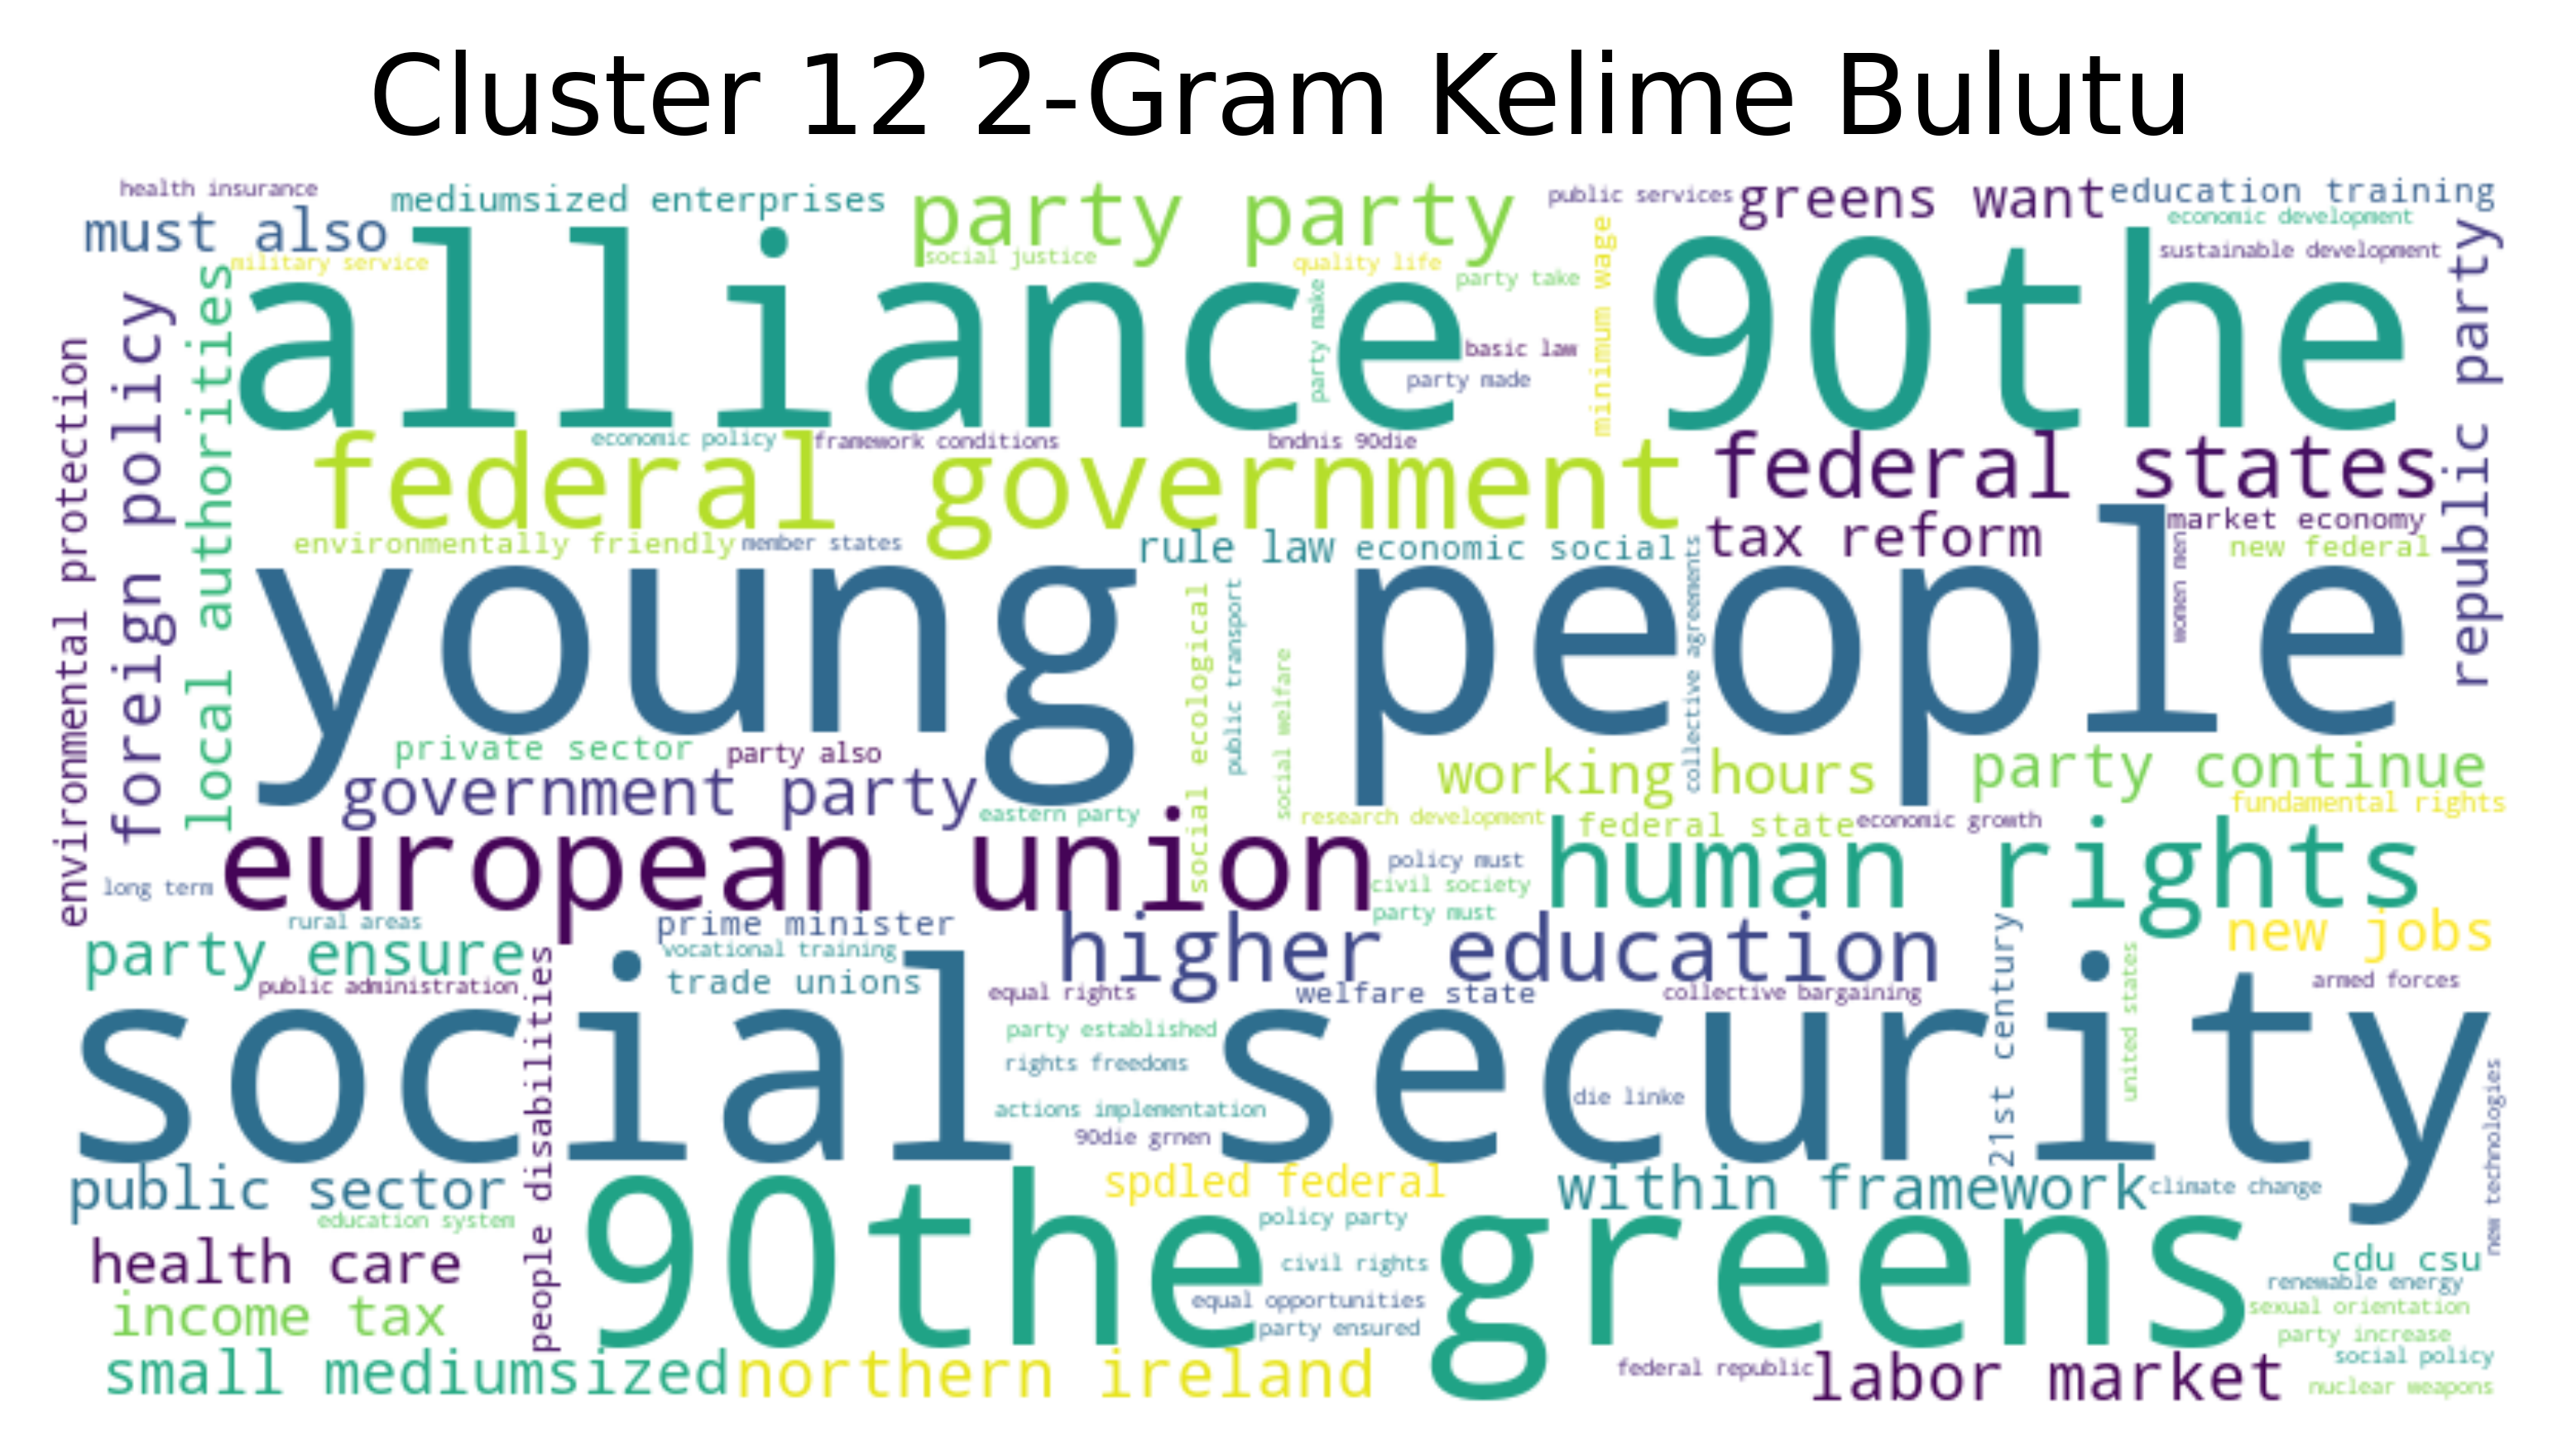 Cluster 12 2-Gram Kelime Bulutu
health insurance
mediumsized enterprises
party party
public services
greens want
education training
must also
economic development
military service
social justice
quality life
party take
minimum wage
sustainable development
alliance 90the
party make
basic law
party made
republic party
environmental protection
foreign policy
local authorities
economic policy
framework conditions
bndnis 90die
federal government
federal states
environmentally friendly
member states
rule law
economic social
tax reform
market economy
new federal
women men
young people
social ecological
public transport
social welfare
collective agreements
private sector
party also
working hours
party continue
government party
eastern party
research development
federal state
economic growth
fundamental rights
european union
policy must
civil society
party must
human rights
long term
rural areas
prime minister
higher education
new jobs
party ensure
vocational training
trade unions
public administration
equal rights
welfare state
collective bargaining
21st century
united states
armed forces
people disabilities
social security
party established
rights freedoms
die linke
actions implementation
90die grnen
new technologies
public sector
spdled federal
within framework
climate change
education system
90the greens
policy party
health care
civil rights
cdu csu
renewable energy
income tax
equal opportunities
sexual orientation
party ensured
party increase
small mediumsized
northern ireland
federal republic
labor market
social policy
nuclear weapons